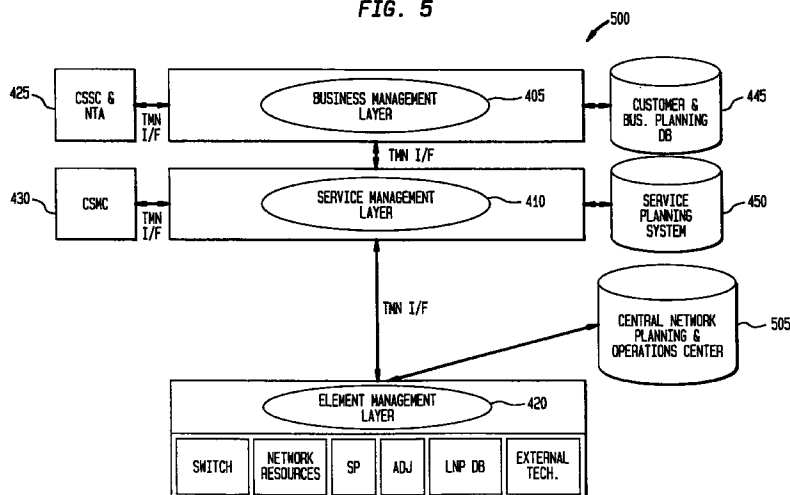 FIG. 5
500
425
CSSC &
NTA
TMN
I/F
BUSINESS MANAGEMENT
LAYER
405
CUSTOMER &
BUS. PLANNING
DB
445
TMN I/F
430
CSMC
TMN
I/F
SERVICE MANAGEMENT
LAYER
410
SERVICE
PLANNING
SYSTEM
450
TMN I/F
CENTRAL NETWORK
PLANNING &
OPERATIONS CENTER
505
ELEMENT MANAGEMENT
LAYER
420
SWITCH
NETWORK
RESOURCES
SP
ADJ
LNP DB
EXTERNAL
TECH.